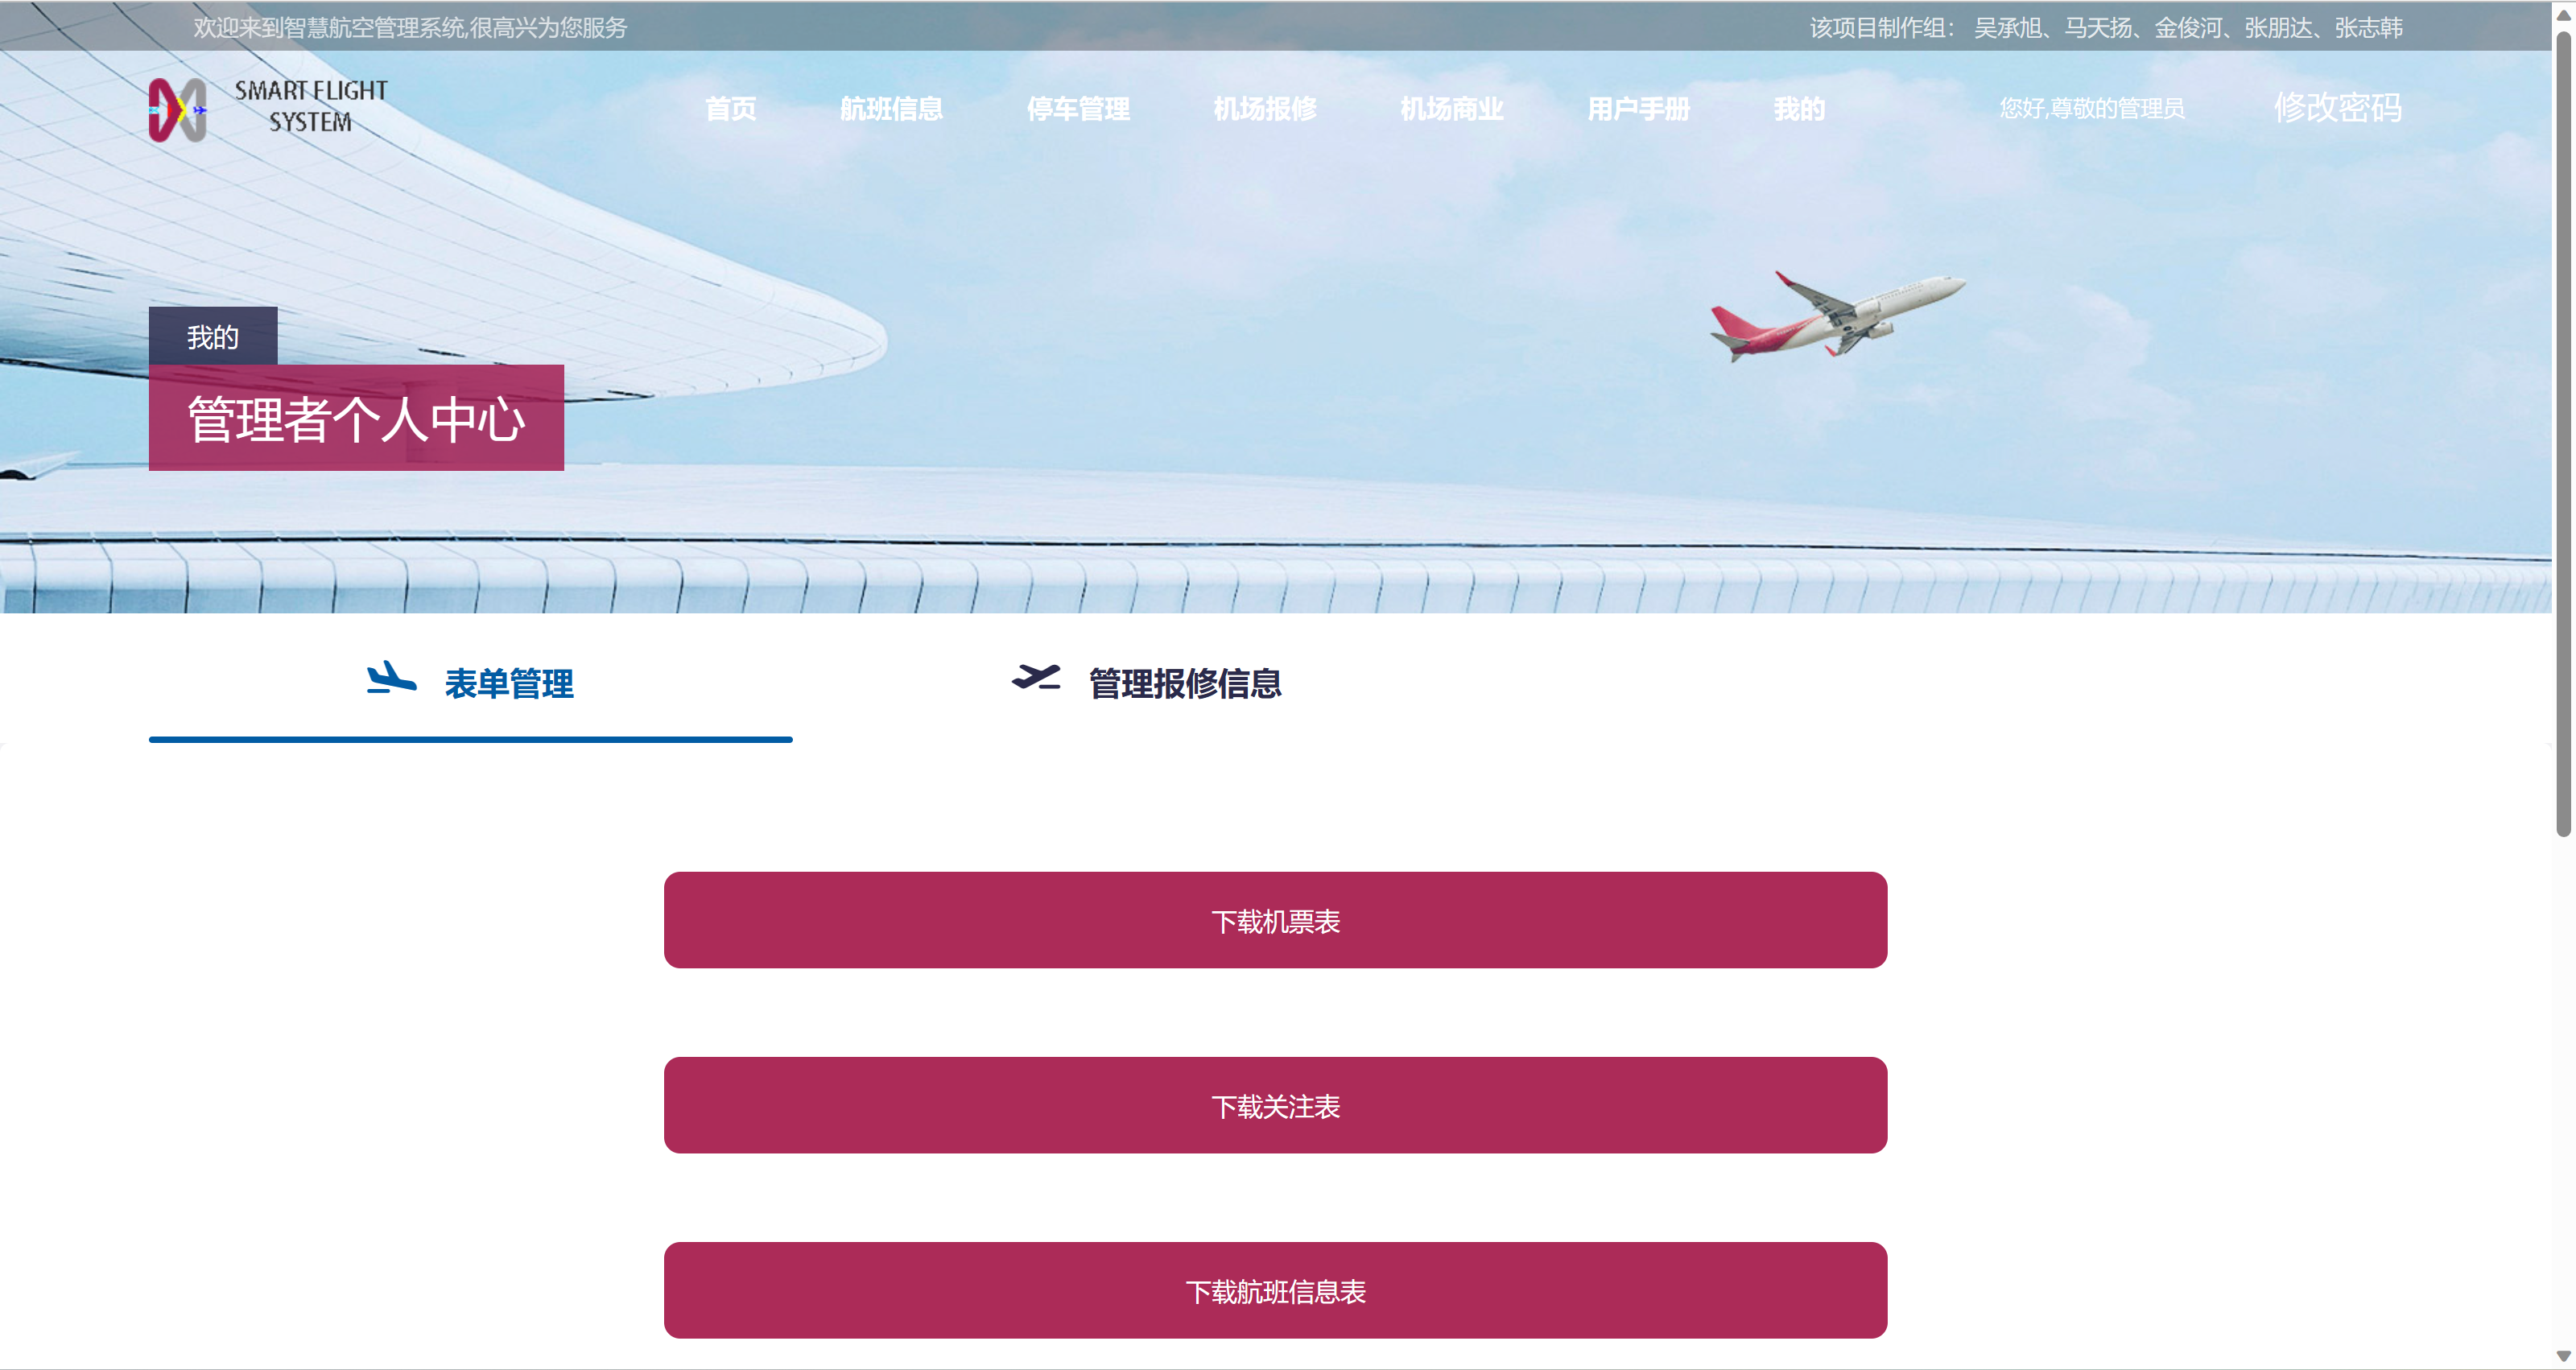 欢迎来到智慧航空管理系统,很高兴为您服务
该项目制作组： 吴承旭、马天扬、金俊河、张朋达、张志韩
SMART FLIGHT
SYSTEM
首页
航班信息
停车管理
机场报修
机场商业
用户手册
我的
您好,尊敬的管理员
修改密码
我的
管理者个人中心
表单管理
管理报修信息
下载机票表
下载关注表
下载航班信息表